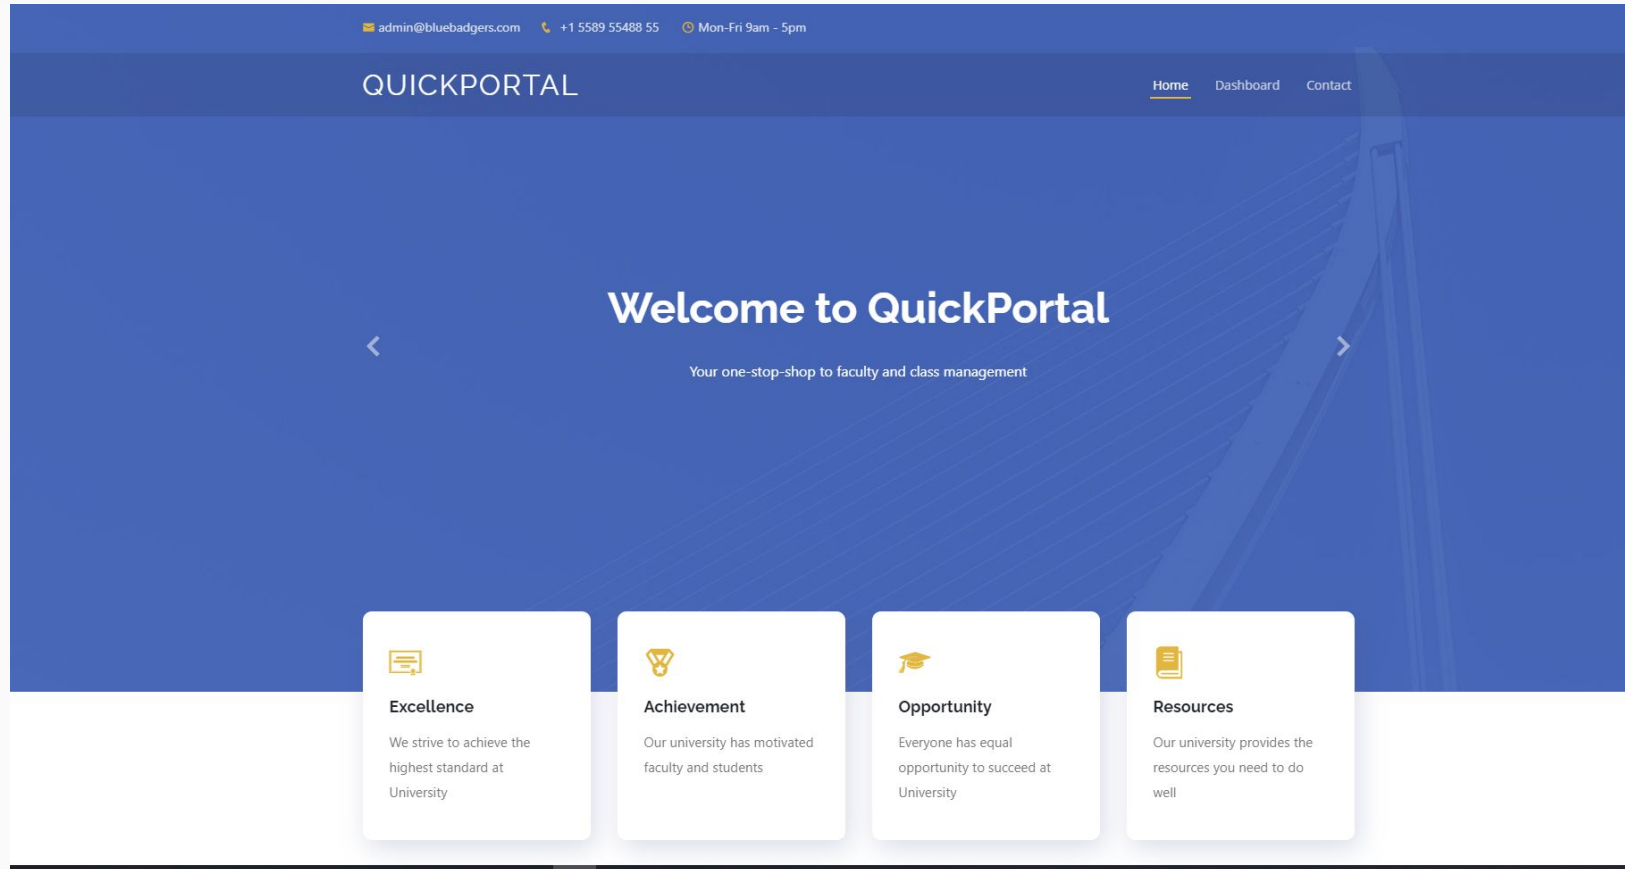 admin@bluebadgers.com +1 5589 55488 55 Mon-Fri 9am - 5pm
QUICKPORTAL
Home Dashboard Contact
Welcome to QuickPortal
Your one-stop-shop to faculty and class management
Excellence
We strive to achieve the
highest standard at
University
Achievement
Our university has motivated
faculty and students
Opportunity
Everyone has equal
opportunity to succeed at
University
Resources
Our university provides the
resources you need to do
well